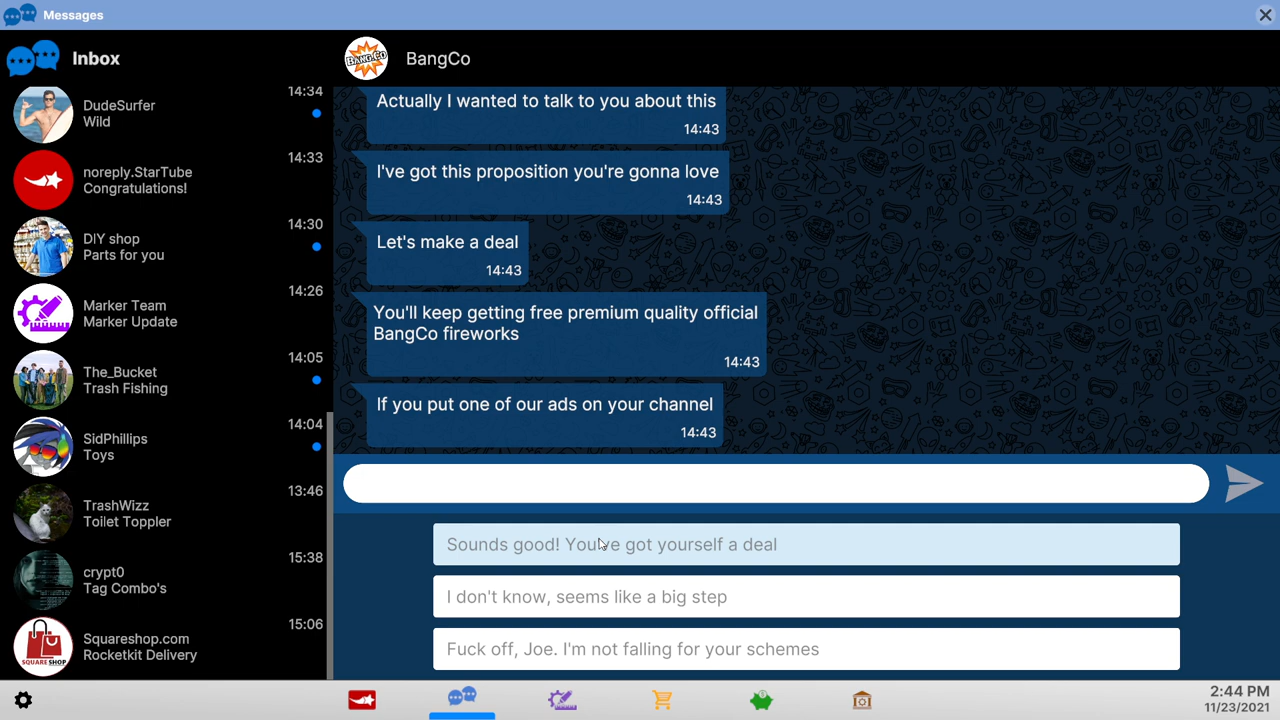 Messages
Inbox
14:34
DudeSurfer
Wild
14:33
noreply.StarTube
Congratulations!
14:30
DIY shop
Parts for you
14:26
Marker Team
Marker Update
14:05
The_Bucket
Trash Fishing
14:04
SidPhillips
Toys
13:46
TrashWizz
Toilet Toppler
15:38
crypt0
Tag Combo's
15:06
Squareshop.com
Rocketkit Delivery
SQUARE SHOP
BANG.CO
BangCo
Actually I wanted to talk to you about this
14:43
I've got this proposition you're gonna love
14:43
Let's make a deal
14:43
You'll keep getting free premium quality official
BangCo fireworks
14:43
If you put one of our ads on your channel
14:43
Sounds good! You've got yourself a deal
I don't know, seems like a big step
Fuck off, Joe. I'm not falling for your schemes
2:44 PM
11/23/2021